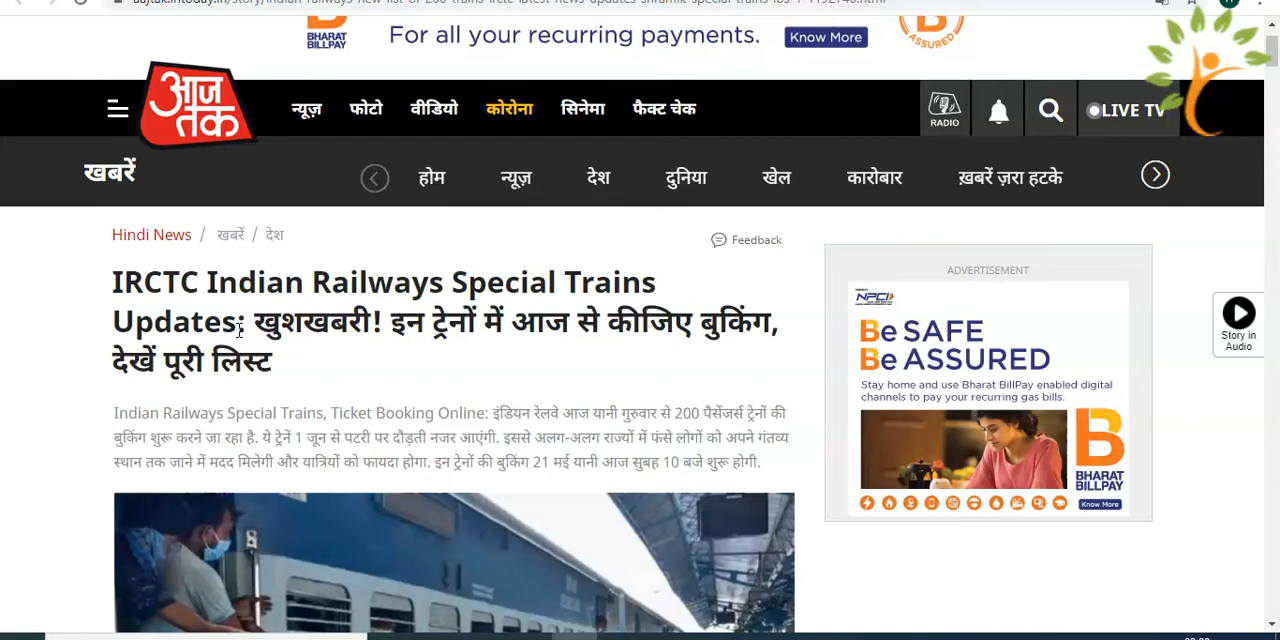 For all your recurring payments.
Know More
BHARAT
BILLPAY
B
ASSURED
आज
तक
न्यूज़
फोटो
वीडियो
कोरोना
सिनेमा
फैक्ट चेक
RADIO
LIVE TV
खबरें
होम
न्यूज़
देश
दुनिया
खेल
कारोबार
ख़बरें ज़रा हटके
Hindi News / खबरें / देश
Feedback
IRCTC Indian Railways Special Trains
Updates: खुशखबरी! इन ट्रेनों में आज से कीजिए बुकिंग,
देखें पूरी लिस्ट
Indian Railways Special Trains, Ticket Booking Online: इंडियन रेलवे आज यानी गुरुवार से 200 पैसेंजर्स ट्रेनों की
बुकिंग शुरू करने जा रहा है. ये ट्रेनें 1 जून से पटरी पर दौड़ती नजर आएंगी. इससे अलग-अलग राज्यों में फंसे लोगों को अपने गंतव्य
स्थान तक जाने में मदद मिलेगी और यात्रियों को फायदा होगा. इन ट्रेनों की बुकिंग 21 मई यानी आज सुबह 10 बजे शुरू होगी.
ADVERTISEMENT
NPCI
Be SAFE
Be ASSURED
Stay home and use Bharat BillPay enabled digital
channels to pay your recurring gas bills.
B
BHARAT
BILLPAY
Know More
Story in
Audio